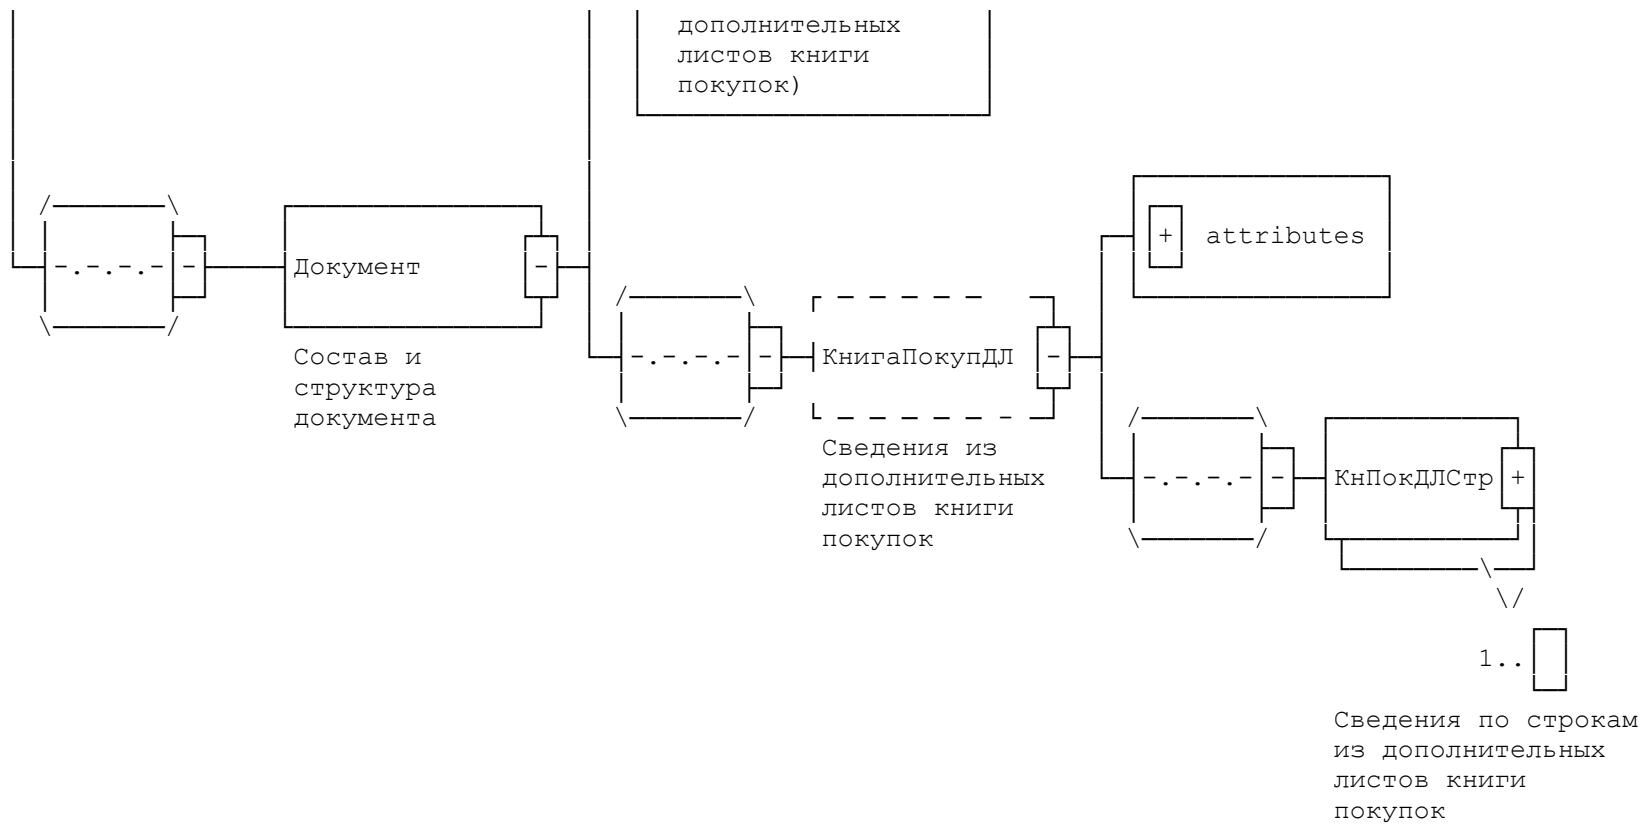 дополнительных
листов книги
покупок)
+ attributes
-.-.-.- - Документ -
Состав и
структура
документа
-.-.-.- - КнигаПокупДЛ -
Сведения из
дополнительных
листов книги
покупок
-.-.-.- - КнПокДЛСтр +
1..
Сведения по строкам
из дополнительных
листов книги
покупок